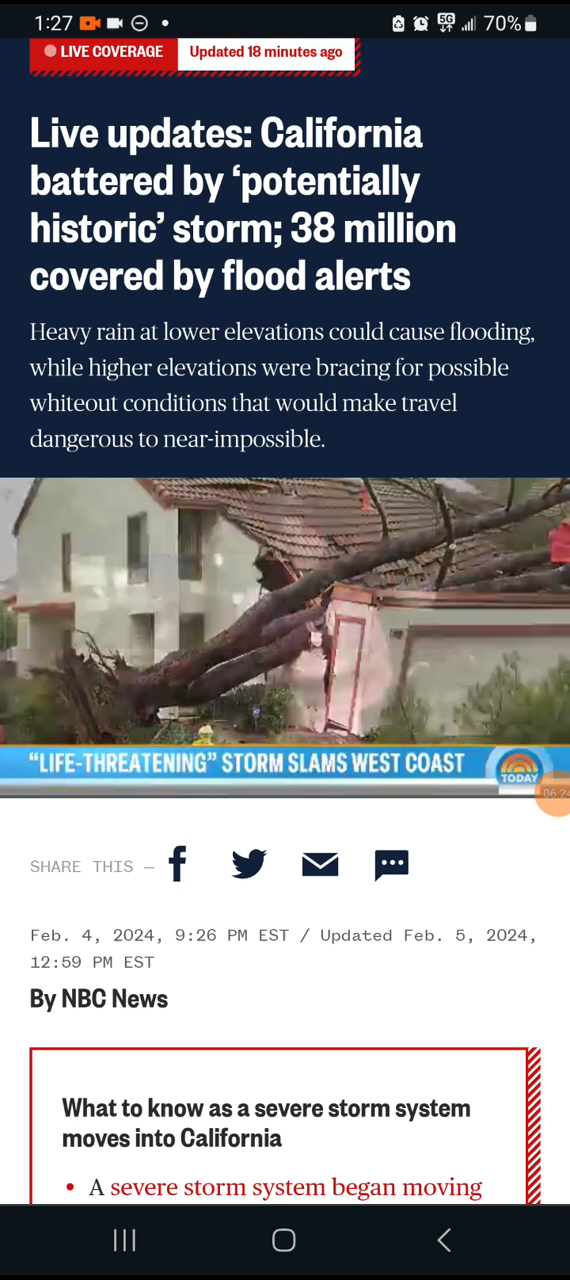 1:27
5G
70%
LIVE COVERAGE
Updated 18 minutes ago
Live updates: California
battered by ‘potentially
historic’ storm; 38 million
covered by flood alerts
Heavy rain at lower elevations could cause flooding,
while higher elevations were bracing for possible
whiteout conditions that would make travel
dangerous to near-impossible.
“LIFE-THREATENING” STORM SLAMS WEST COAST
TODAY
SHARE THIS —
Feb. 4, 2024, 9:26 PM EST / Updated Feb. 5, 2024,
12:59 PM EST
By NBC News
What to know as a severe storm system
moves into California
• A severe storm system began moving